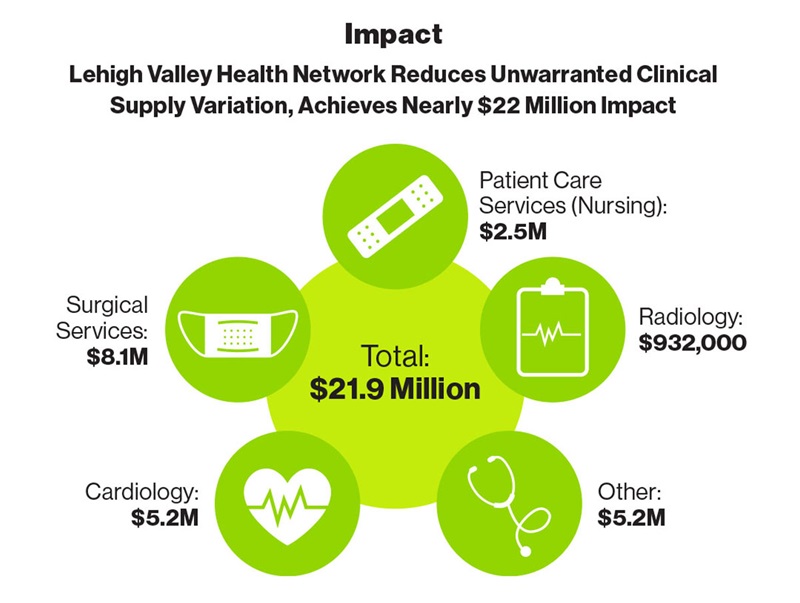 Impact
Lehigh Valley Health Network Reduces Unwarranted Clinical
Supply Variation, Achieves Nearly $22 Million Impact
Patient Care
Services (Nursing):
$2.5M
Surgical
Services:
$8.1M
Radiology:
$932,000
Total:
$21.9 Million
Cardiology:
$5.2M
Other:
$5.2M